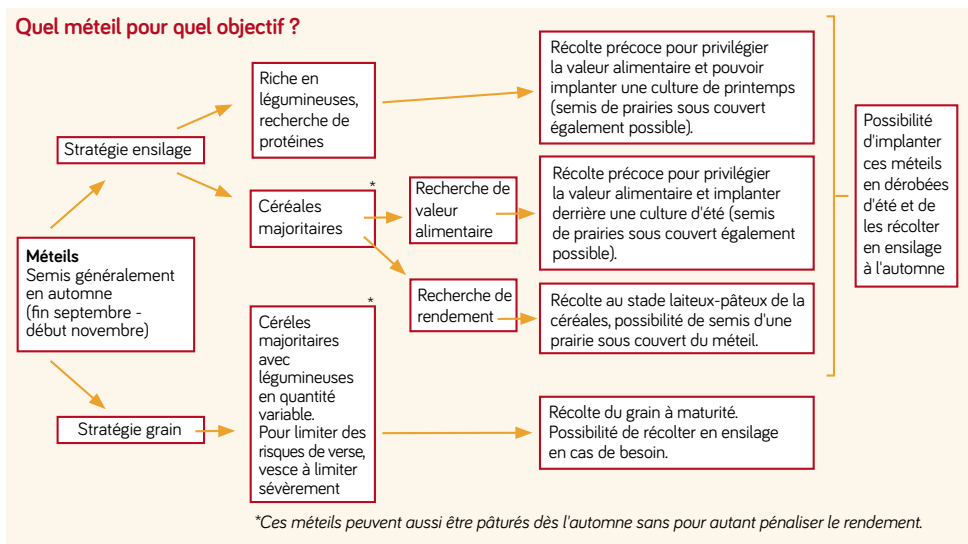 Quel méteil pour quel objectif ?
Riche en
légumineuses,
recherche de
protéines
Récolte précoce pour privilégier
la valeur alimentaire et pouvoir
implanter une culture de printemps
(semis de prairies sous couvert
également possible).
Stratégie ensilage
*
Céréales
majoritaires
Recherche de
valeur
alimentaire
Récolte précoce pour privilégier
la valeur alimentaire et implanter
derrière une culture d'été (semis
de prairies sous couvert également
possible).
Possibilité
d'implanter
ces méteils
en dérobées
d'été et de
les récolter
en ensilage
à l'automne
Méteils
Semis généralement
en automne
(fin septembre -
début novembre)
Recherche de
rendement
Récolte au stade laiteux-pâteux de la
céréales, possibilité de semis d'une
prairie sous couvert du méteil.
*
Céréles
majoritaires
avec
légumineuses
en quantité
variable.
Pour limiter des
risques de verse,
vesce à limiter
sévèrement
Stratégie grain
Récolte du grain à maturité.
Possibilité de récolter en ensilage
en cas de besoin.
*Ces méteils peuvent aussi être pâturés dès l'automne sans pour autant pénaliser le rendement.